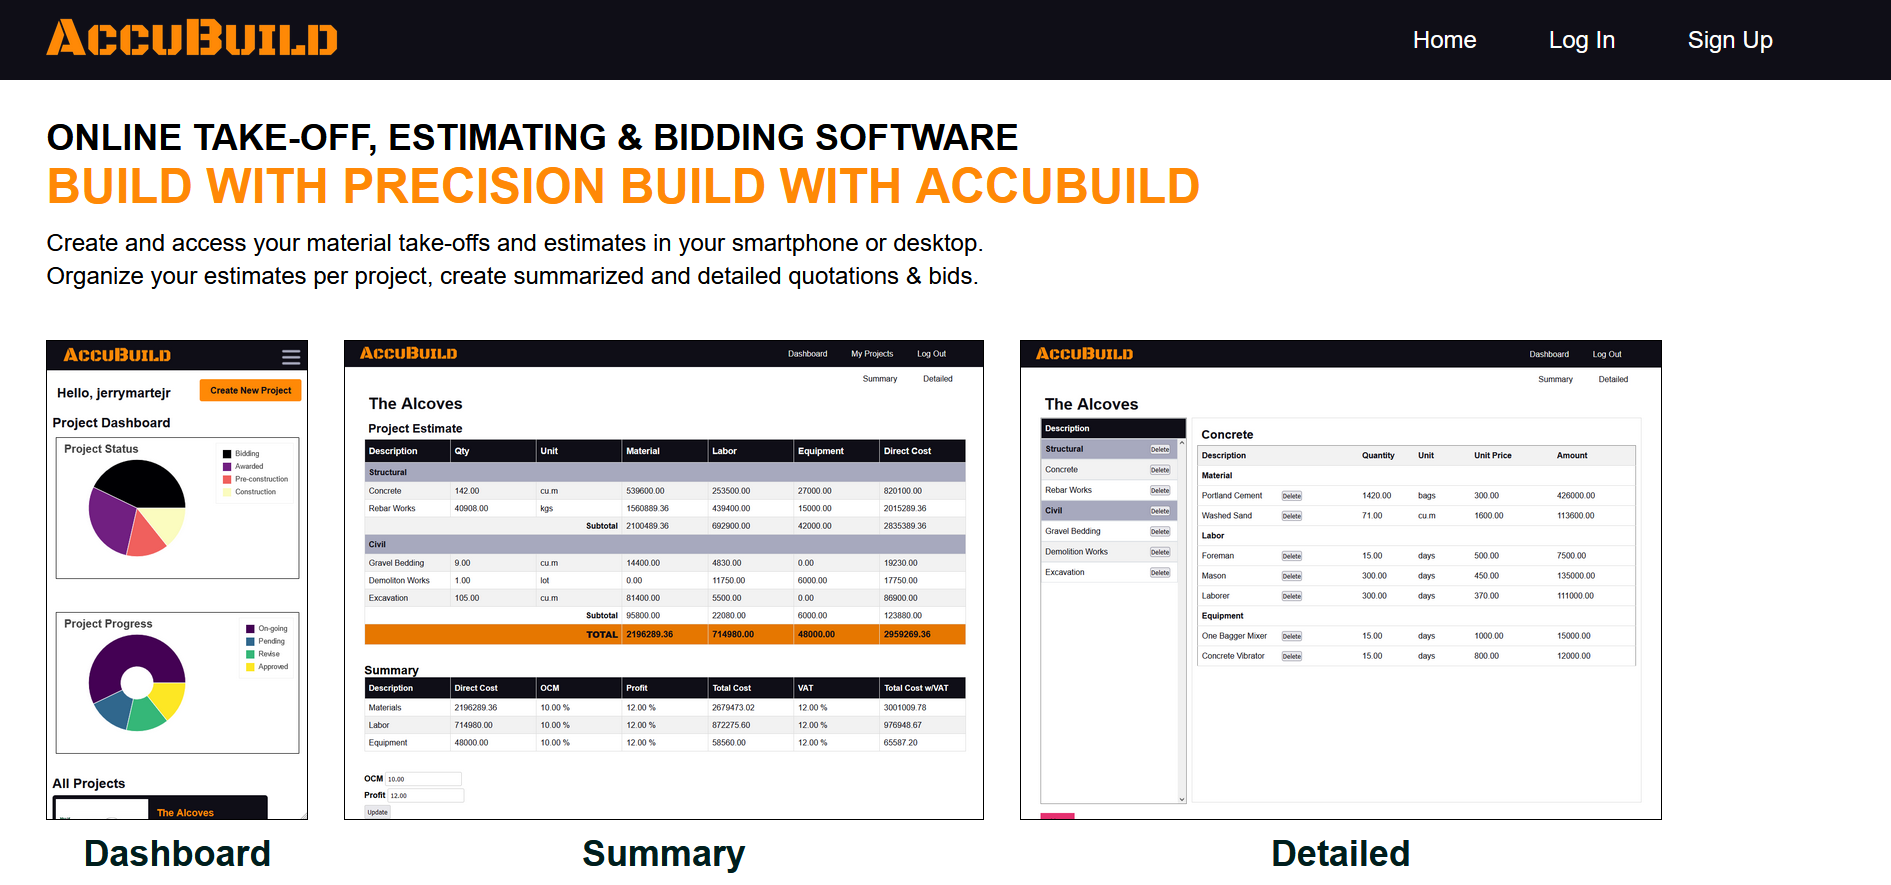 ACCUBUILD
Home Log In Sign Up
ONLINE TAKE-OFF, ESTIMATING & BIDDING SOFTWARE
BUILD WITH PRECISION BUILD WITH ACCUBUILD
Create and access your material take-offs and estimates in your smartphone or desktop.
Organize your estimates per project, create summarized and detailed quotations & bids.
ACCUBUILD
Hello, jerrymartejr Create New Project
Project Dashboard
Project Status
Bidding
Awarded
Pre-construction
Construction
Project Progress
On-going
Pending
Revise
Approved
All Projects
The Alcoves
Dashboard
ACCUBUILD Dashboard My Projects Log Out
Summary Detailed
The Alcoves
Project Estimate
Description Qty Unit Material Labor Equipment Direct Cost
Structural
Concrete 142.00 cu.m 539600.00 253500.00 27000.00 820100.00
Rebar Works 40908.00 kgs 1560889.36 439400.00 15000.00 2015289.36
Subtotal 2100489.36 692900.00 42000.00 2835389.36
Civil
Gravel Bedding 9.00 cu.m 14400.00 4830.00 0.00 19230.00
Demoliton Works 1.00 lot 0.00 11750.00 6000.00 17750.00
Excavation 105.00 cu.m 81400.00 5500.00 0.00 86900.00
Subtotal 95800.00 22080.00 6000.00 123880.00
TOTAL 2196289.36 714980.00 48000.00 2959269.36
Summary
Description Direct Cost OCM Profit Total Cost VAT Total Cost w/VAT
Materials 2196289.36 10.00 % 12.00 % 2679473.02 12.00 % 3001009.78
Labor 714980.00 10.00 % 12.00 % 872275.60 12.00 % 976948.67
Equipment 48000.00 10.00 % 12.00 % 58560.00 12.00 % 65587.20
OCM 10.00
Profit 12.00
Update
Summary
ACCUBUILD Dashboard Log Out
Summary Detailed
The Alcoves
Description
Structural Delete
Concrete Delete
Rebar Works Delete
Civil Delete
Gravel Bedding Delete
Demolition Works Delete
Excavation Delete
Concrete
Description Quantity Unit Unit Price Amount
Material
Portland Cement Delete 1420.00 bags 300.00 426000.00
Washed Sand Delete 71.00 cu.m 1600.00 113600.00
Labor
Foreman Delete 15.00 days 500.00 7500.00
Mason Delete 300.00 days 450.00 135000.00
Laborer Delete 300.00 days 370.00 111000.00
Equipment
One Bagger Mixer Delete 15.00 days 1000.00 15000.00
Concrete Vibrator Delete 15.00 days 800.00 12000.00
Detailed